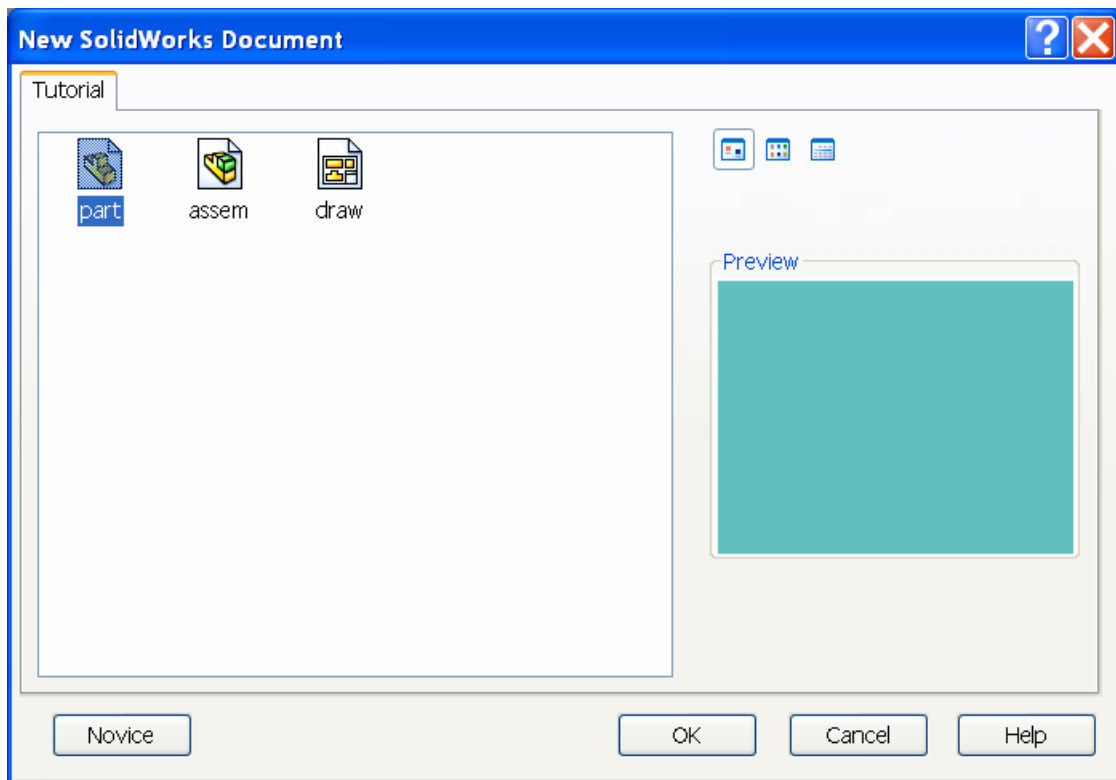 New SolidWorks Document
Tutorial
part assem draw
Preview
Novice OK Cancel Help